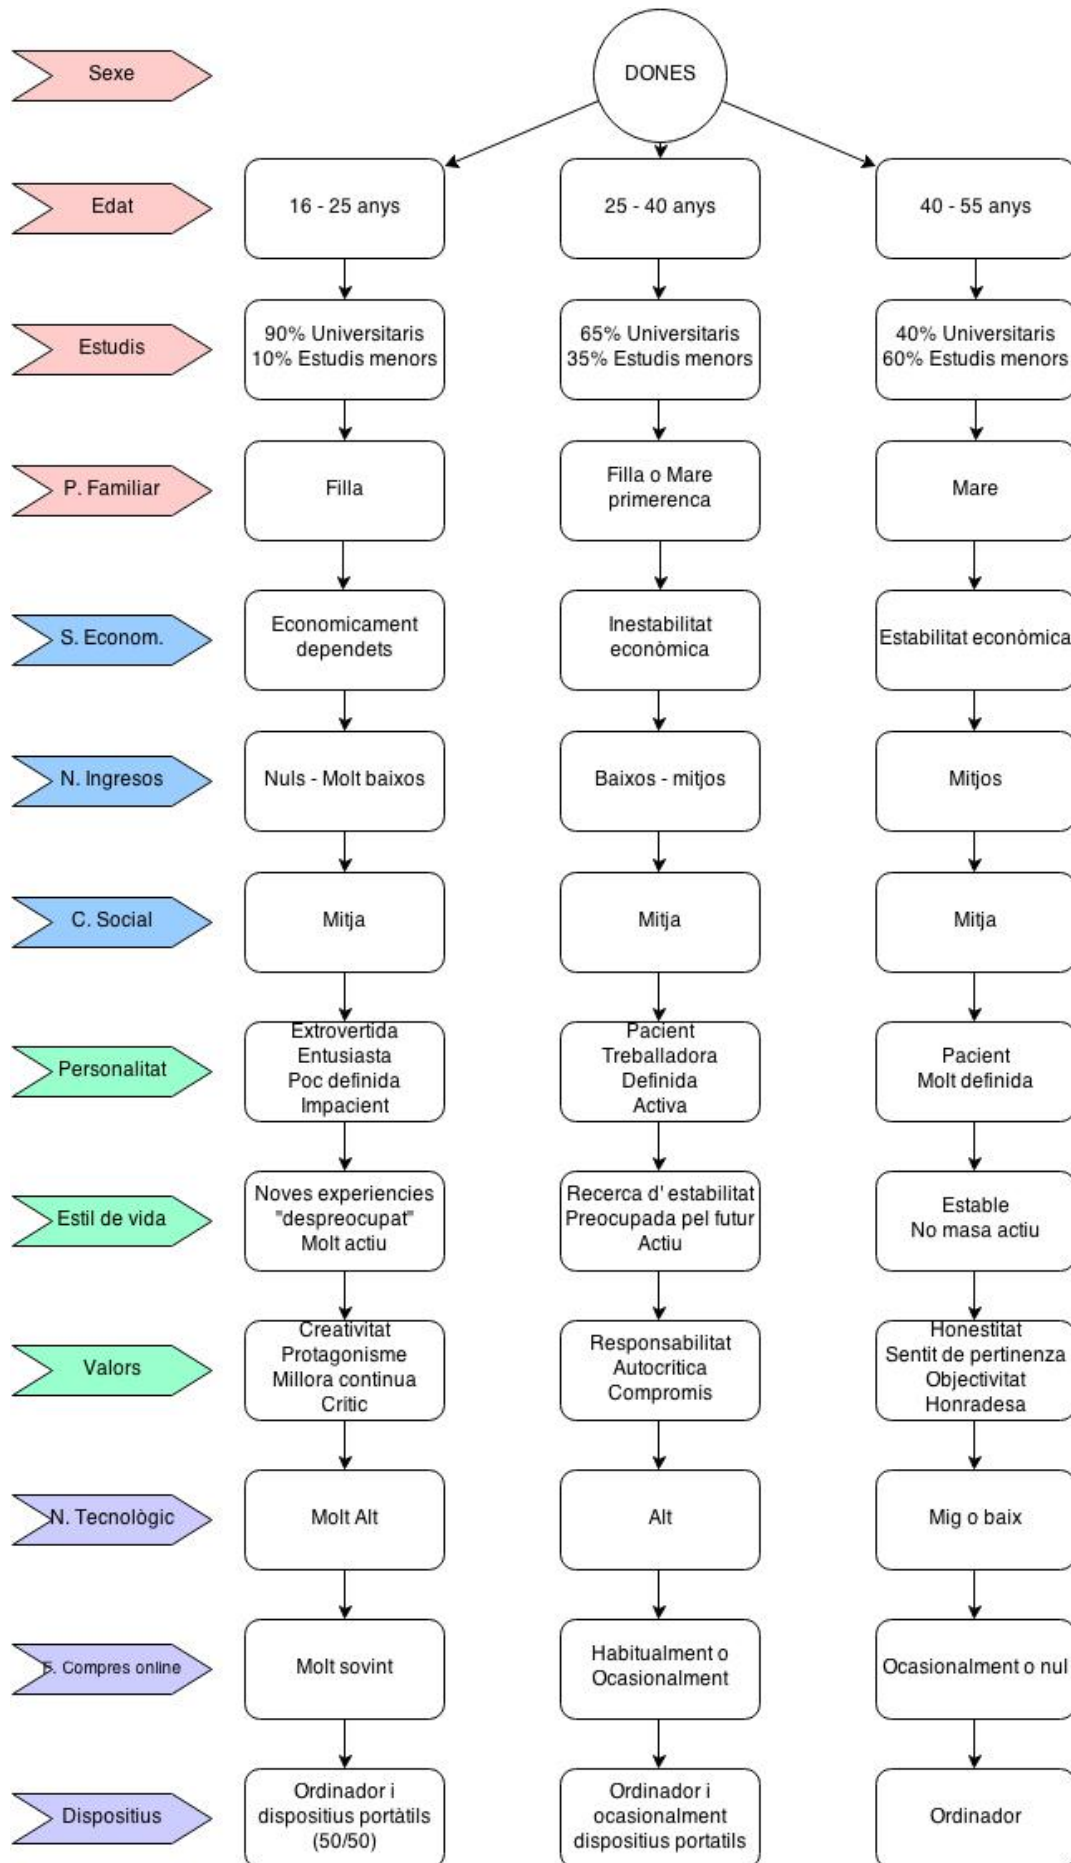 Sexe
DONES
Edat
16 - 25 anys
25 - 40 anys
40 - 55 anys
Estudis
90% Universitaris
10% Estudis menors
65% Universitaris
35% Estudis menors
40% Universitaris
60% Estudis menors
P. Familiar
Filla
Filla o Mare
primerenca
Mare
S. Econom.
Economicament
dependets
Inestabilitat
econòmica
Estabilitat econòmica
N. Ingresos
Nuls - Molt baixos
Baixos - mitjos
Mitjos
C. Social
Mitja
Mitja
Mitja
Personalitat
Extrovertida
Entusiasta
Poc definida
Impacient
Pacient
Treballadora
Definida
Activa
Pacient
Molt definida
Estil de vida
Noves experiencies
"despreocupat"
Molt actiu
Recerca d' estabilitat
Preocupada pel futur
Actiu
Estable
No masa actiu
Valors
Creativitat
Protagonisme
Millora continua
Critic
Responsabilitat
Autocrítica
Compromis
Honestitat
Sentit de pertinenza
Objectivitat
Honradesa
N. Tecnològic
Molt Alt
Alt
Mig o baix
F. Compres online
Molt sovint
Habitualment o
Ocasionalment
Ocasionalment o nul
Dispositius
Ordinador i
dispositius portàtils
(50/50)
Ordinador i
ocasionalment
dispositius portatils
Ordinador